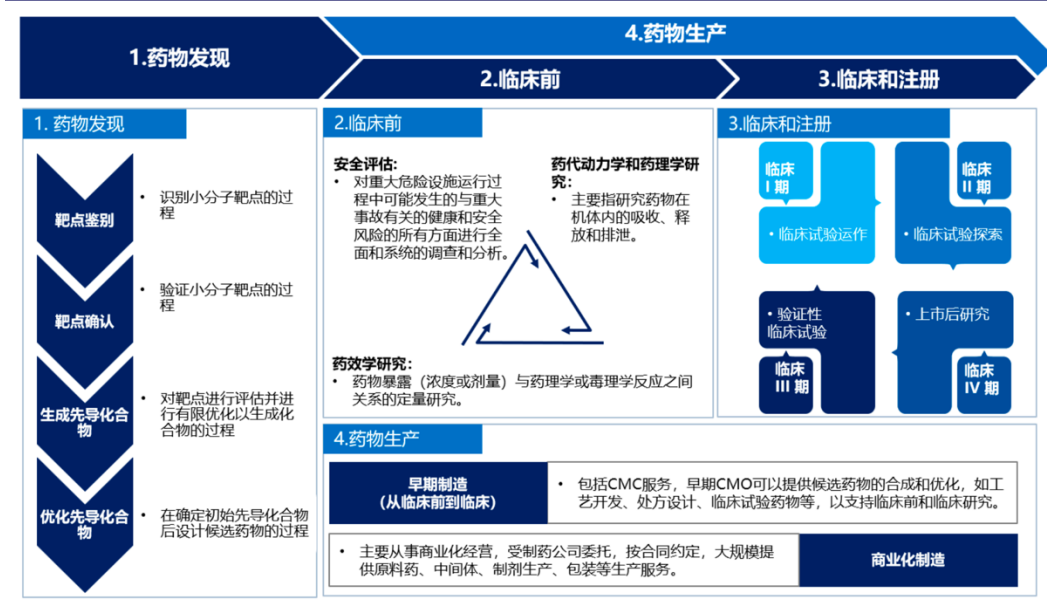 1.药物发现
4.药物生产
2.临床前
3.临床和注册
1. 药物发现
靶点鉴别
• 识别小分子靶点的过
程
靶点确认
• 验证小分子靶点的过
程
生成先导化合
物
• 对靶点进行评估并进
行有限优化以生成化
合物的过程
优化先导化合
物
• 在确定初始先导化合物
后设计候选药物的过程
2.临床前
安全评估:
• 对重大危险设施运行过
程中可能发生的与重大
事故有关的健康和安全
风险的所有方面进行全
面和系统的调查和分析。
药代动力学和药理学研
究:
• 主要指研究药物在
机体内的吸收、释
放和排泄。
药效学研究:
• 药物暴露（浓度或剂量）与药理学或毒理学反应之间
关系的定量研究。
3.临床和注册
临床
I 期
• 临床试验运作
临床
II 期
• 临床试验探索
• 验证性
临床试验
临床
III 期
• 上市后研究
临床
IV 期
4.药物生产
早期制造
(从临床前到临床)
• 包括CMC服务，早期CMO可以提供候选药物的合成和优化，如工
艺开发、处方设计、临床试验药物等，以支持临床前和临床研究。
• 主要从事商业化经营，受制药公司委托，按合同约定，大规模提
供原料药、中间体、制剂生产、包装等生产服务。
商业化制造